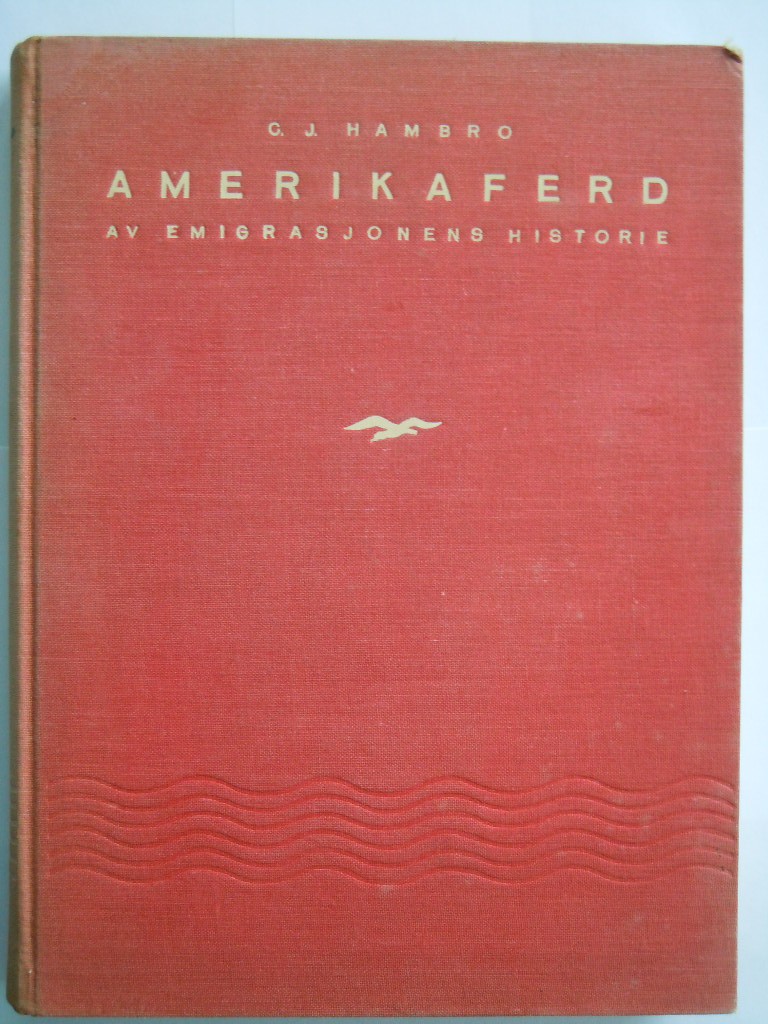 C. J. HAMBRO
AMERIKAFERD
AV EMIGRASJONENS HISTORIE